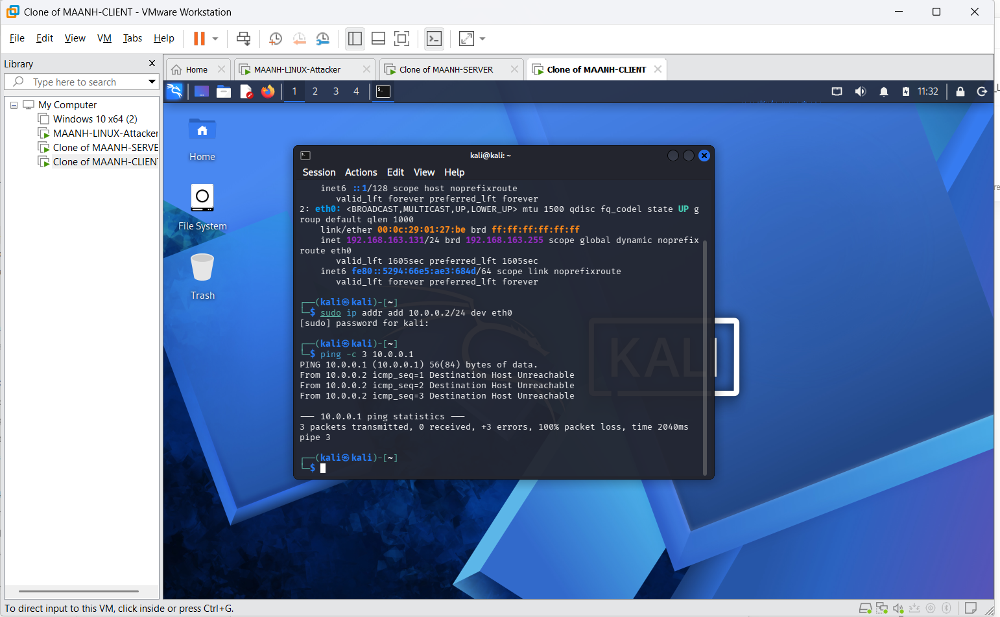 Clone of MAANH-CLIENT - VMware Workstation
File Edit View VM Tabs Help
Library
Type here to search
My Computer
Windows 10 x64 (2)
MAANH-LINUX-Attacker
Clone of MAANH-SERVE
Clone of MAANH-CLIEN
Home
MAANH-LINUX-Attacker
Clone of MAANH-SERVER
Clone of MAANH-CLIENT
1 2 3 4
11:32
Home
File System
Trash
kali@kali: ~
Session Actions Edit View Help
inet6 ::1/128 scope host noprefixroute
valid_lft forever preferred_lft forever
2: eth0: <BROADCAST,MULTICAST,UP,LOWER_UP> mtu 1500 qdisc fq_codel state UP g
roup default qlen 1000
link/ether 00:0c:29:01:27:be brd ff:ff:ff:ff:ff:ff
inet 192.168.163.131/24 brd 192.168.163.255 scope global dynamic noprefix
route eth0
valid_lft 1605sec preferred_lft 1605sec
inet6 fe80::5294:66e5:ae3:684d/64 scope link noprefixroute
valid_lft forever preferred_lft forever
┌──(kali㉿kali)-[~]
└─$ sudo ip addr add 10.0.0.2/24 dev eth0
[sudo] password for kali:
┌──(kali㉿kali)-[~]
└─$ ping -c 3 10.0.0.1
PING 10.0.0.1 (10.0.0.1) 56(84) bytes of data.
From 10.0.0.2 icmp_seq=1 Destination Host Unreachable
From 10.0.0.2 icmp_seq=2 Destination Host Unreachable
From 10.0.0.2 icmp_seq=3 Destination Host Unreachable
--- 10.0.0.1 ping statistics ---
3 packets transmitted, 0 received, +3 errors, 100% packet loss, time 2040ms
pipe 3
┌──(kali㉿kali)-[~]
└─$
KALI
To direct input to this VM, click inside or press Ctrl+G.